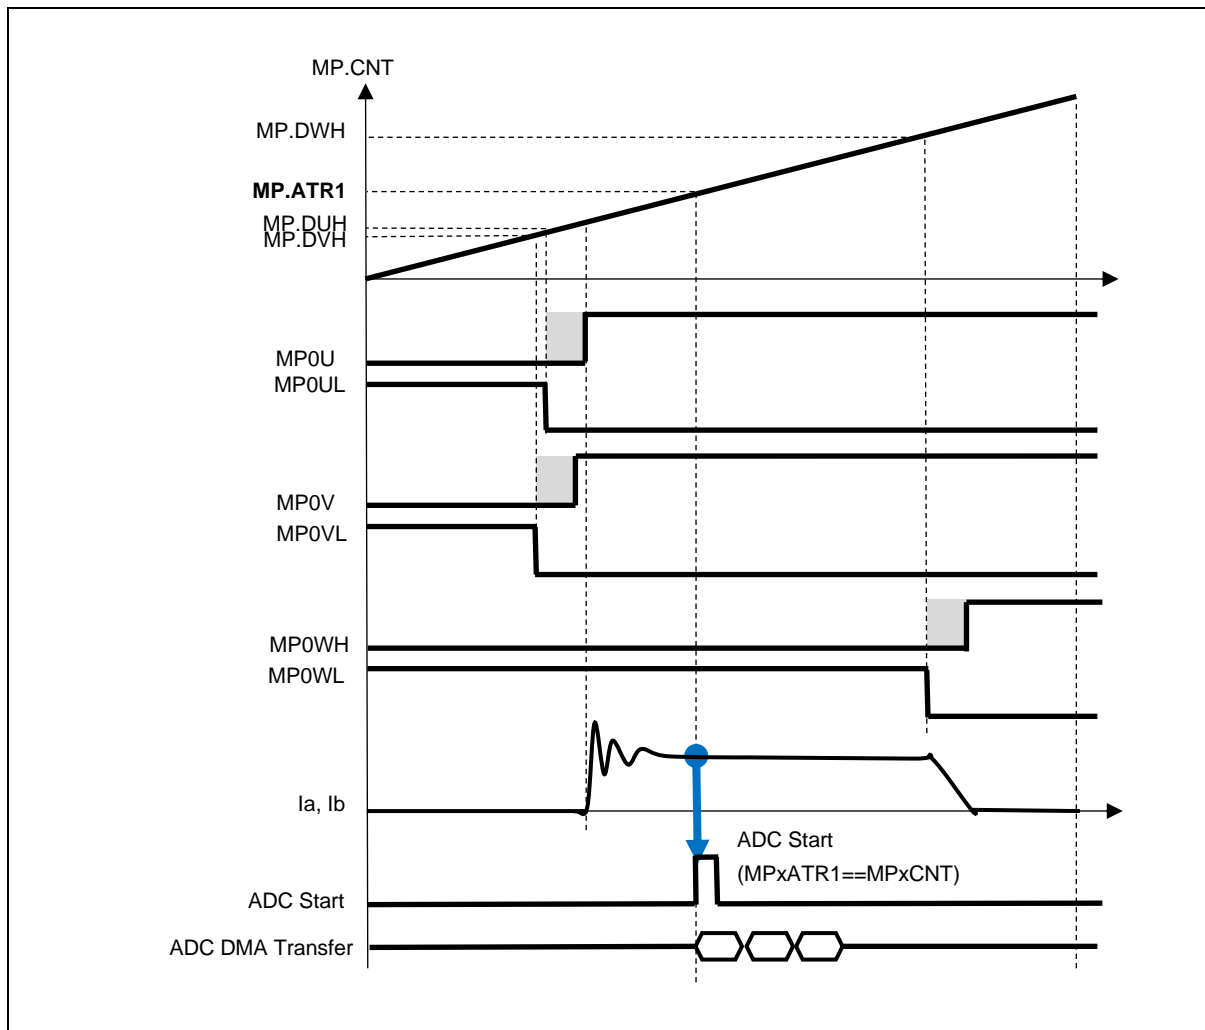 MP.CNT
MP.DWH
MP.ATR1
MP.DUH
MP.DVH
MP0U
MP0UL
MP0V
MP0VL
MP0WH
MP0WL
Ia, Ib
ADC Start
(MPxATR1==MPxCNT)
ADC Start
ADC DMA Transfer